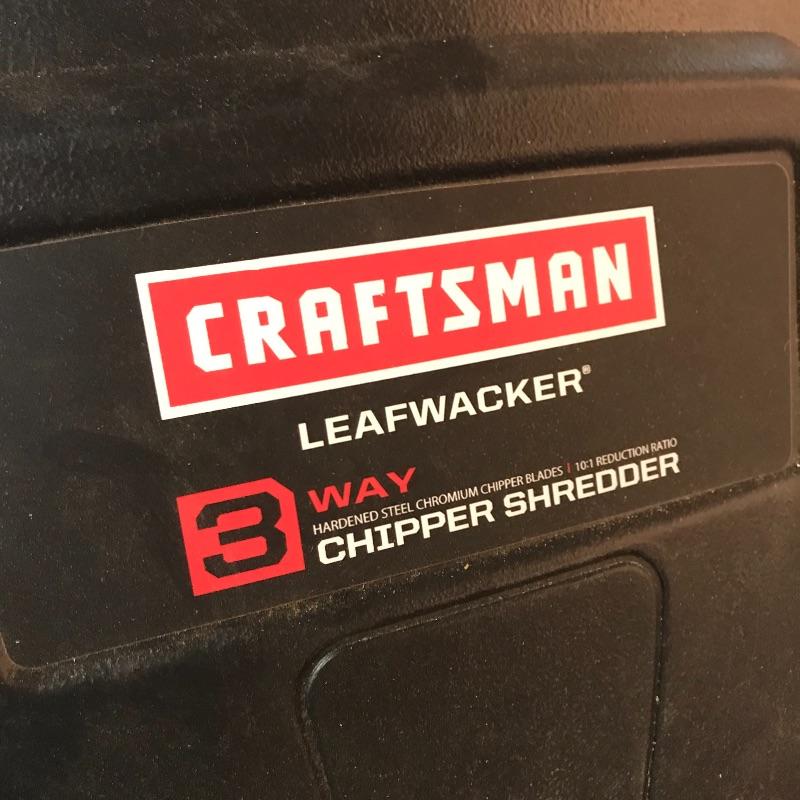 CRAFTSMAN
LEAFWACKER®
3 WAY
HARDENED STEEL CHROMIUM CHIPPER BLADES | 10:1 REDUCTION RATIO
CHIPPER SHREDDER